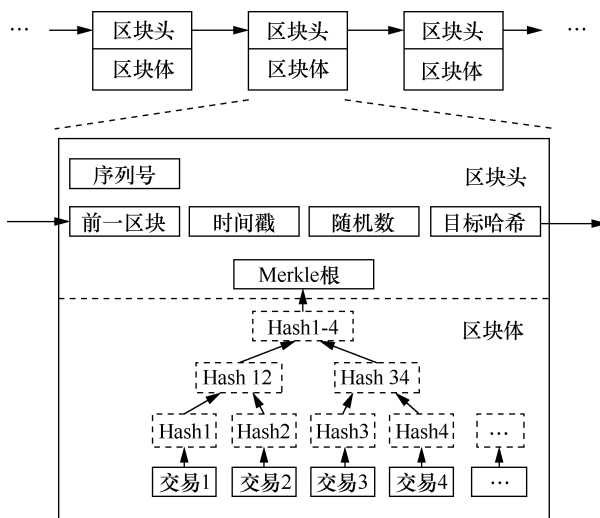 … 区块头 区块头 区块头 …
区块体 区块体 区块体
序列号 区块头
前一区块 时间戳 随机数 目标哈希
Merkle根
Hash1-4 区块体
Hash 12 Hash 34
Hash1 Hash2 Hash3 Hash4 …
交易1 交易2 交易3 交易4 …